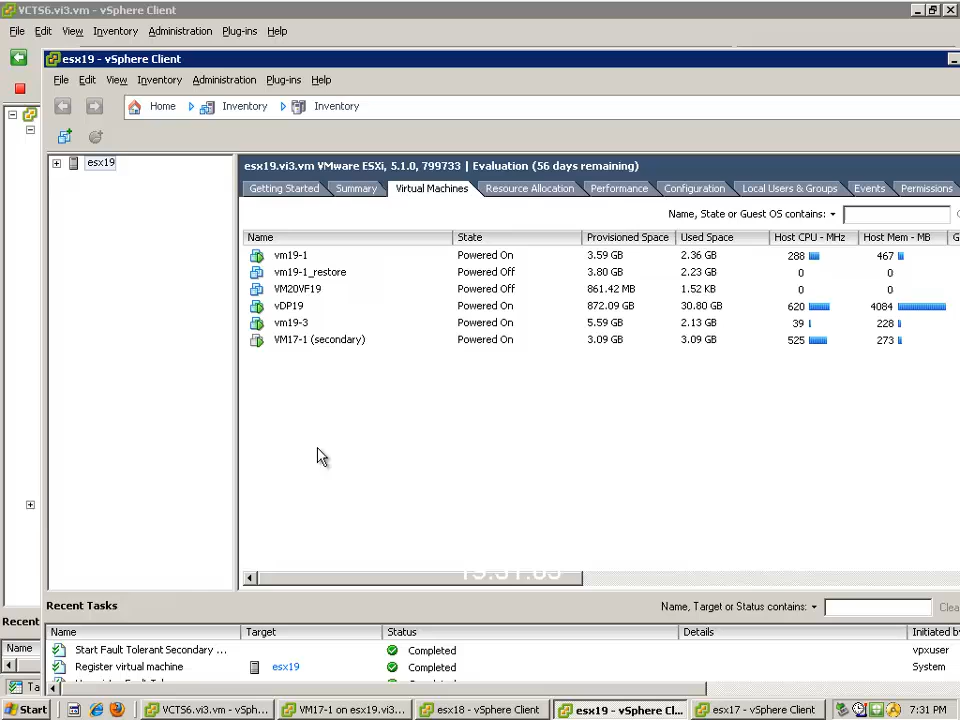 VCTS6.vi3.vm - vSphere Client
File Edit View Inventory Administration Plug-ins Help
esx19 - vSphere Client
File Edit View Inventory Administration Plug-ins Help
Home Inventory Inventory
esx19
esx19.vi3.vm VMware ESXi, 5.1.0, 799733 | Evaluation (56 days remaining)
Getting Started Summary Virtual Machines Resource Allocation Performance Configuration Local Users & Groups Events Permissions
Name, State or Guest OS contains:
Name State Provisioned Space Used Space Host CPU - MHz Host Mem - MB G
vm19-1 Powered On 3.59 GB 2.36 GB 288 467
vm19-1_restore Powered Off 3.80 GB 2.23 GB 0 0
VM20VF19 Powered Off 861.42 MB 1.52 KB 0 0
vDP19 Powered On 872.09 GB 30.80 GB 620 4084
vm19-3 Powered On 5.59 GB 2.13 GB 39 228
VM17-1 (secondary) Powered On 3.09 GB 2.18 GB 525 273
Recent Tasks
Name, Target or Status contains: Clea
Recent
Name Target Status Details Initiated by
Name
Start Fault Tolerant Secondary ... Completed vpxuser
Register virtual machine esx19 Completed System
Ta
Start VCTS6.vi3.vm - vSph... VM17-1 on esx19.vi3... esx18 - vSphere Client esx19 - vSphere Cl... esx17 - vSphere Client 7:31 PM